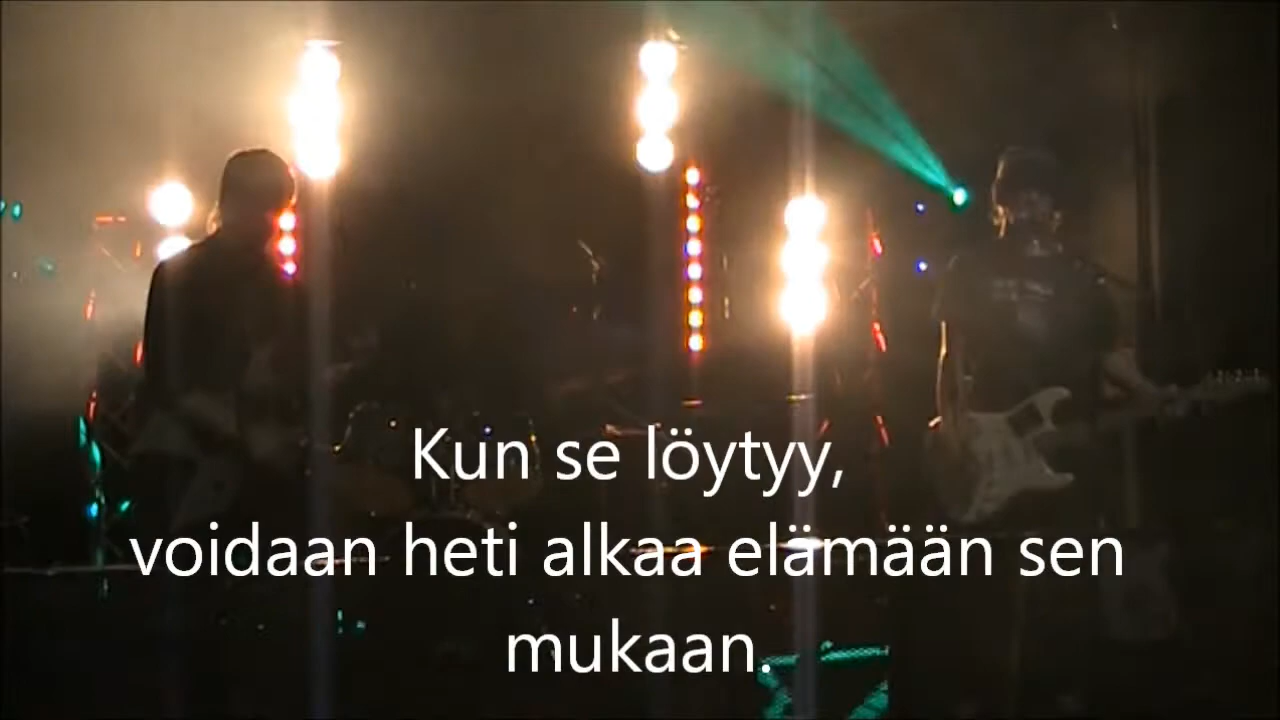 Kun se löytyy,
voidaan heti alkaa elämään sen
mukaan.